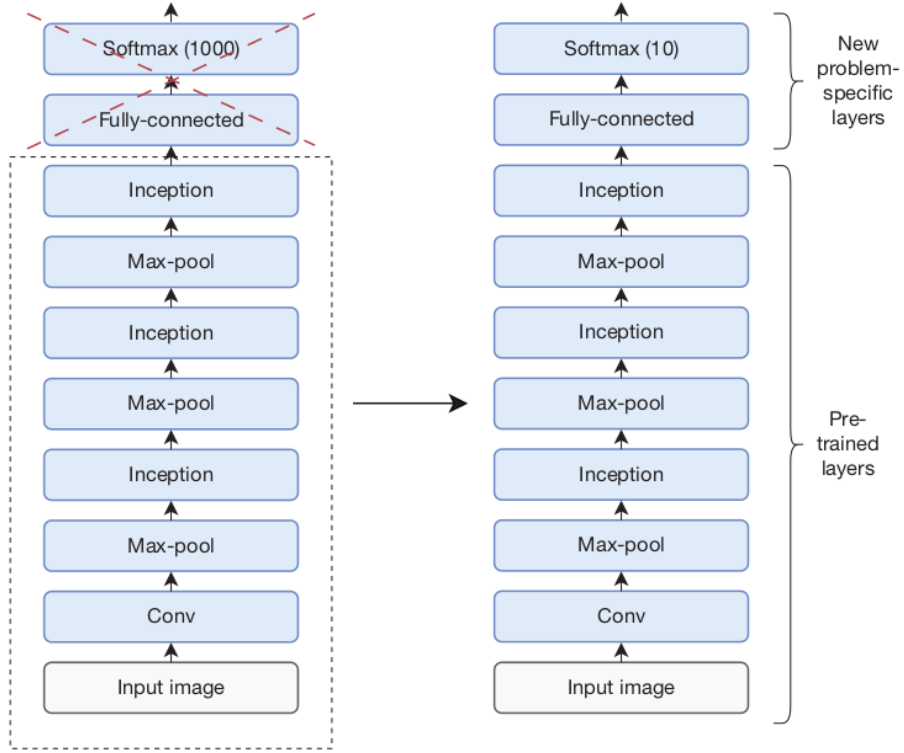 Softmax (1000)
Fully-connected
Inception
Max-pool
Inception
Max-pool
Inception
Max-pool
Conv
Input image
Softmax (10)
Fully-connected
Inception
Max-pool
Inception
Max-pool
Inception
Max-pool
Conv
Input image
New
problem-
specific
layers
Pre-
trained
layers